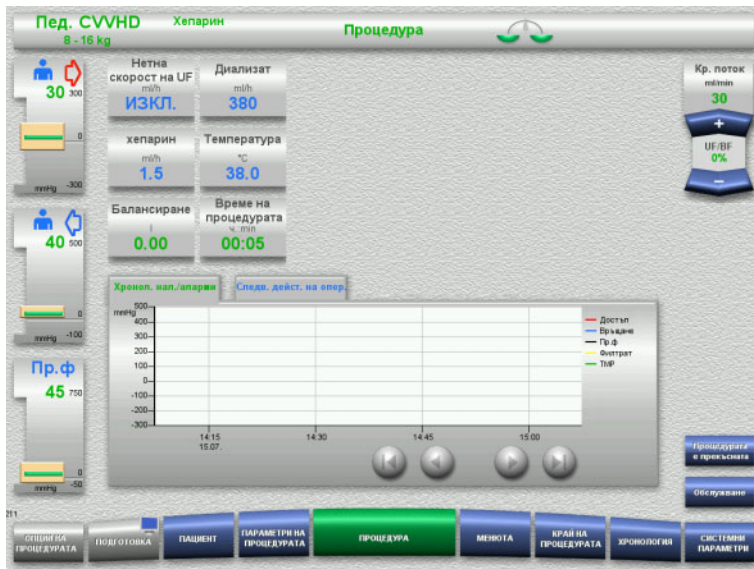 Пед. CVVHD
Хепарин
8 - 16 kg
Процедура
30
300
0
mmHg
-300
40
500
0
mmHg
-100
Пр.ф
45
750
0
mmHg
-50
Нетна
скорост на UF
ml/h
ИЗКЛ.
Диализат
ml/h
380
хепарин
ml/h
1.5
Температура
°C
38.0
Балансиране
l
0.00
Време на
процедурата
ч. min
00:05
Кр. поток
ml/min
30
+
UF/BF
0%
−
Хронол. нал./аларми
Следв. дейст. на опер.
mmHg
500
400
300
200
100
0
-100
-200
-300
14:15
14:30
14:45
15:00
15.07.
Достъп
Връщане
Пр.ф
Филтрат
TMP
Процедурата
е прекъсната
Обслужване
211
ОПЦИИ НА
ПРОЦЕДУРАТА
ПОДГОТОВКА
ПАЦИЕНТ
ПАРАМЕТРИ НА
ПРОЦЕДУРАТА
ПРОЦЕДУРА
МЕНЮТА
КРАЙ НА
ПРОЦЕДУРАТА
ХРОНОЛОГИЯ
СИСТЕМНИ
ПАРАМЕТРИ